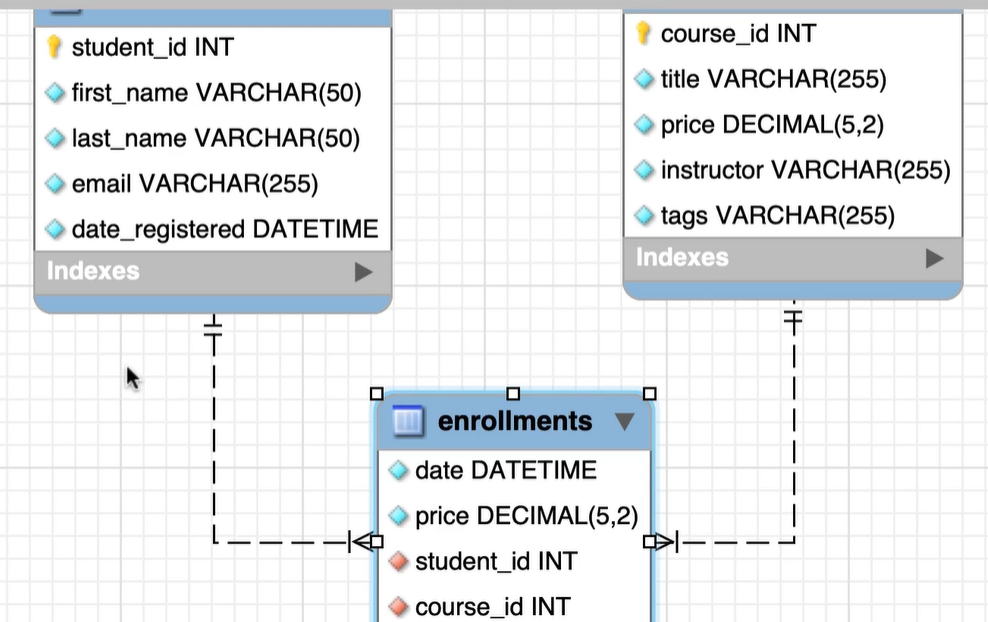 student_id INT
first_name VARCHAR(50)
last_name VARCHAR(50)
email VARCHAR(255)
date_registered DATETIME
Indexes
course_id INT
title VARCHAR(255)
price DECIMAL(5,2)
instructor VARCHAR(255)
tags VARCHAR(255)
Indexes
enrollments
date DATETIME
price DECIMAL(5,2)
student_id INT
course_id INT